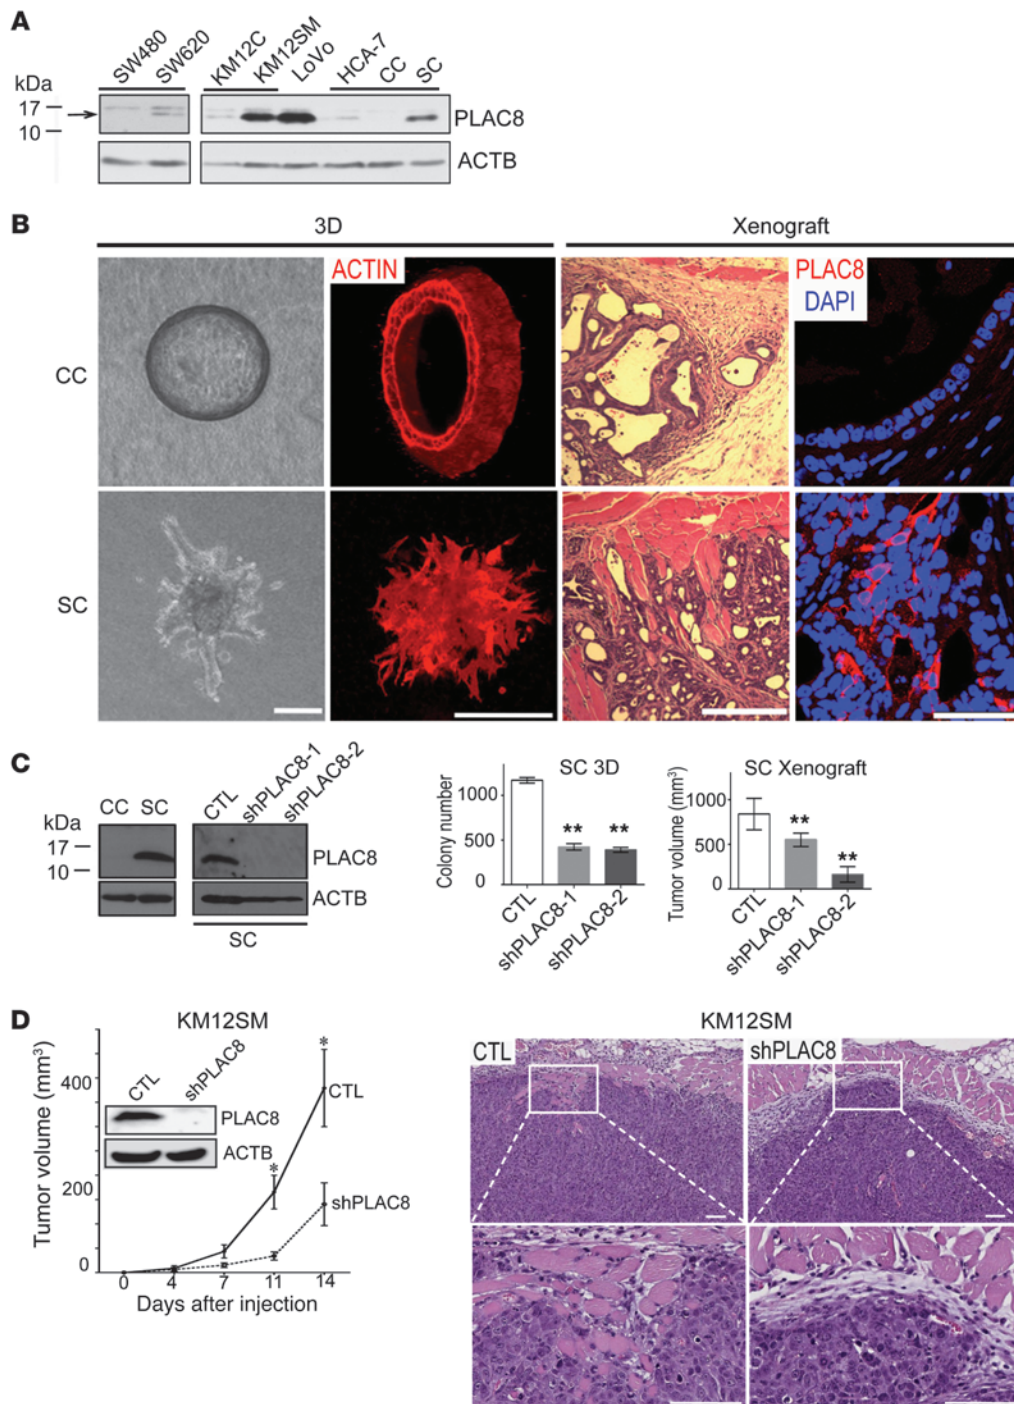 A
SW480 SW620 KM12C KM12SM LoVo HCA-7 CC SC
kDa
17
10
PLAC8
ACTB
B
3D Xenograft
ACTIN PLAC8
DAPI
CC
SC
C
CC SC CTL shPLAC8-1 shPLAC8-2
kDa
17
10
PLAC8
ACTB
SC
SC 3D
Colony number
1000
500
0
** **
CTL shPLAC8-1 shPLAC8-2
SC Xenograft
Tumor volume (mm³)
1000
500
0
**
**
CTL shPLAC8-1 shPLAC8-2
D
KM12SM
Tumor volume (mm³)
400
200
0
CTL shPLAC8
PLAC8
ACTB
*
*
CTL
shPLAC8
0 4 7 11 14
Days after injection
KM12SM
CTL shPLAC8